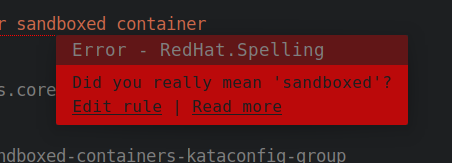 r sandboxed container
Error - RedHat.Spelling
s.core
Did you really mean 'sandboxed'?
Edit rule | Read more
ndboxed-containers-kataconfig-group